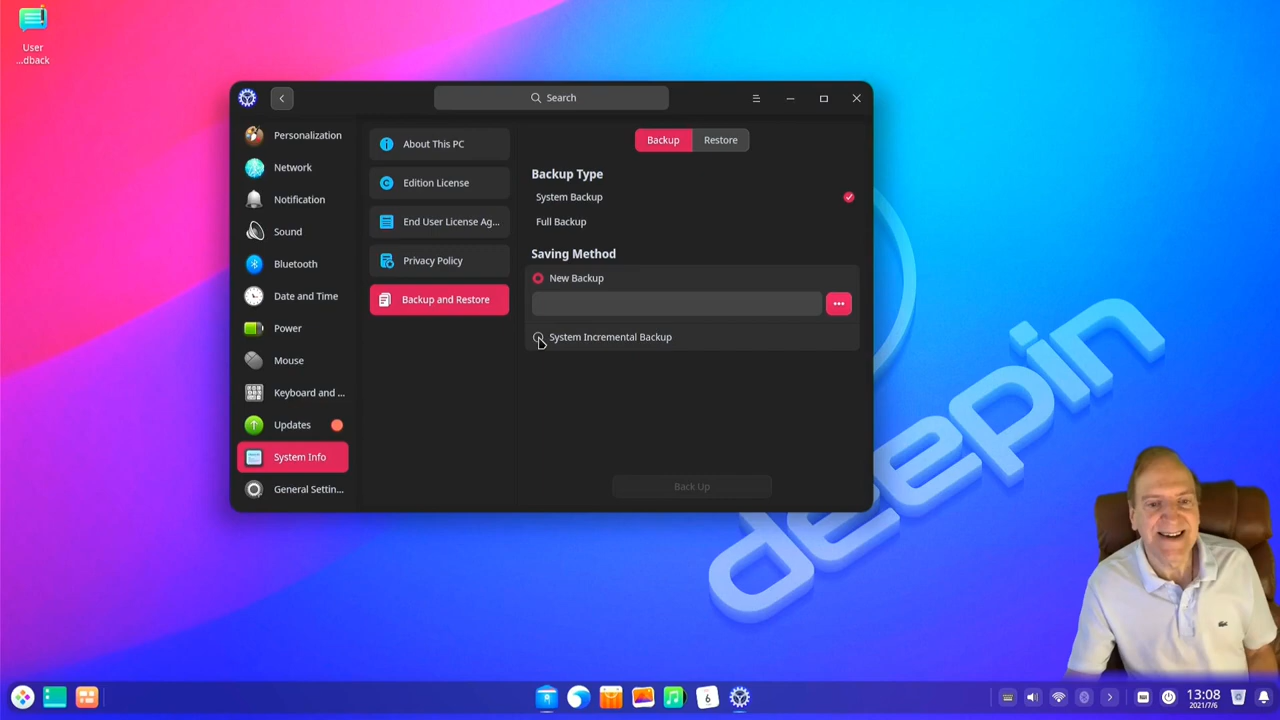 User
...dback
Search
Personalization
Network
Notification
Sound
Bluetooth
Date and Time
Power
Mouse
Keyboard and ...
Updates
System Info
General Settin...
About This PC
Edition License
End User License Ag...
Privacy Policy
Backup and Restore
Backup
Restore
Backup Type
System Backup
Full Backup
Saving Method
New Backup
System Incremental Backup
Back Up
deepin
6
13:08
2021/7/6